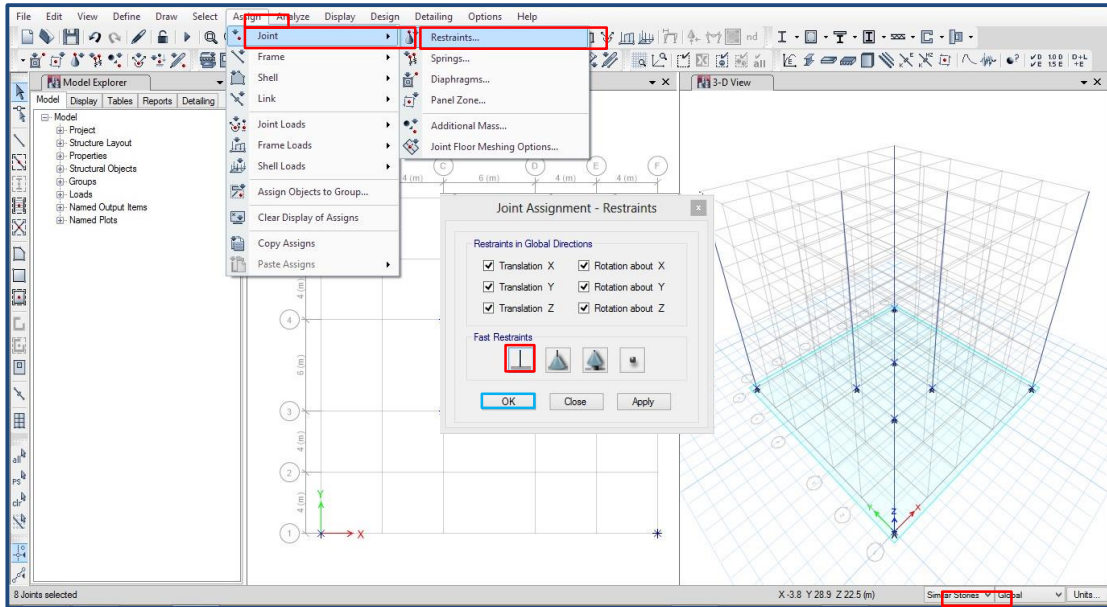 File Edit View Define Draw Select Assign Analyze Display Design Detailing Options Help
Joint
Frame
Shell
Link
Joint Loads
Frame Loads
Shell Loads
Assign Objects to Group...
Clear Display of Assigns
Copy Assigns
Paste Assigns
Restraints...
Springs...
Diaphragms...
Panel Zone...
Additional Mass...
Joint Floor Meshing Options...
nd
all
Model Explorer
Model Display Tables Reports Detailing
Model
Project
Structure Layout
Properties
Structural Objects
Groups
Loads
Named Output Items
Named Plots
3-D View
C D E F
4 (m) 6 (m) 4 (m) 4 (m)
4 (m)
4
6 (m)
3
4 (m)
2
4 (m)
1
Y
X
Joint Assignment - Restraints
Restraints in Global Directions
Translation X Rotation about X
Translation Y Rotation about Y
Translation Z Rotation about Z
Fast Restraints
OK Close Apply
Y Z X
all
PS
clr
8 Joints selected
X -3.8 Y 28.9 Z 22.5 (m)
Similar Stories Global Units...